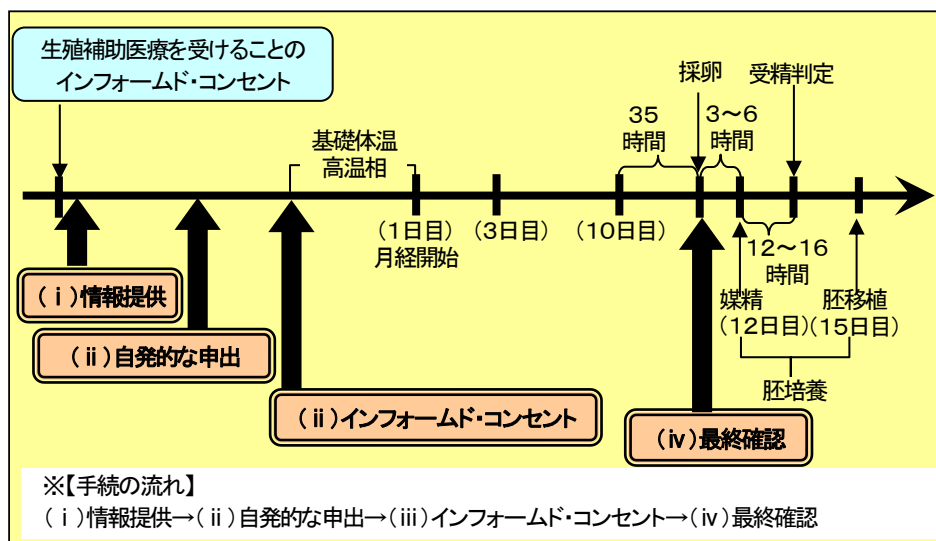 生殖補助医療を受けることの
インフォームド・コンセント
採卵
受精判定
35
時間
3～6
時間
基礎体温
高温相
(1日目)
月経開始
(3日目)
(10日目)
12～16
時間
媒精
(12日目)
胚移植
(15日目)
胚培養
(ⅰ)情報提供
(ⅱ)自発的な申出
(ⅱ)インフォームド・コンセント
(ⅳ)最終確認
※【手続の流れ】
(ⅰ)情報提供→(ⅱ)自発的な申出→(ⅲ)インフォームド・コンセント→(ⅳ)最終確認